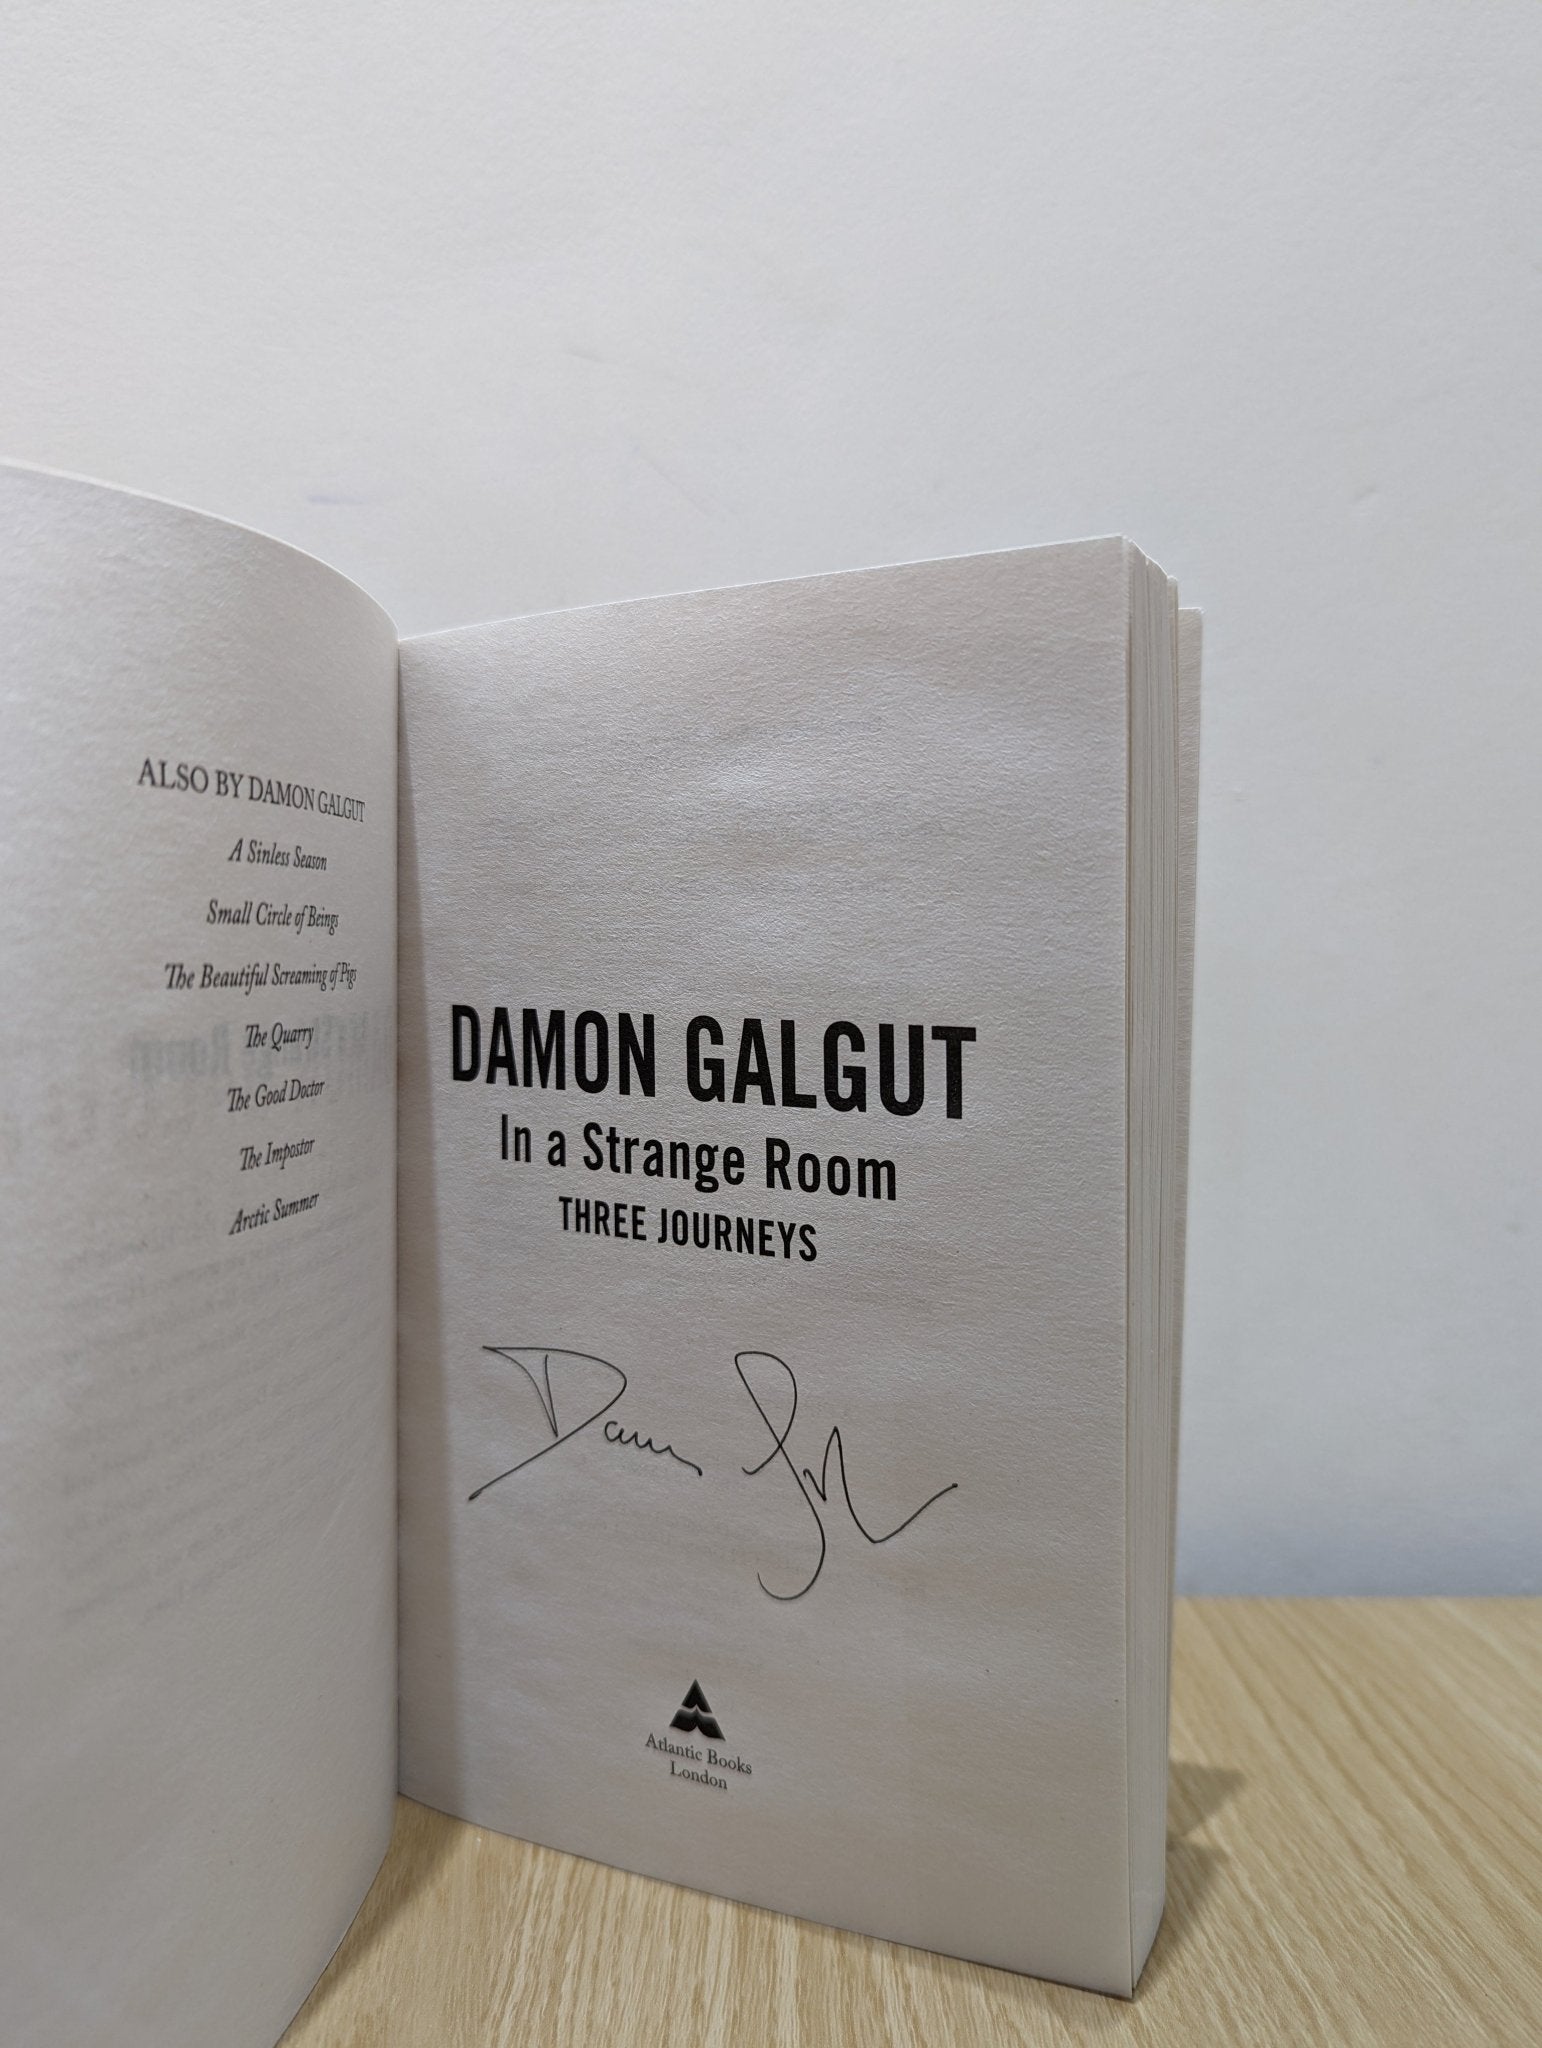 ALSO BY DAMON GALGUT
A Sinless Season
Small Circle of Beings
The Beautiful Screaming of Pigs
The Quarry
The Good Doctor
The Impostor
Arctic Summer
DAMON GALGUT
In a Strange Room
THREE JOURNEYS
Atlantic Books
London